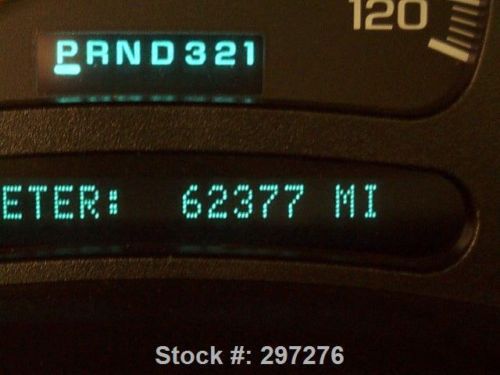 120
PRND321
ETER: 62377 MI
Stock #: 297276